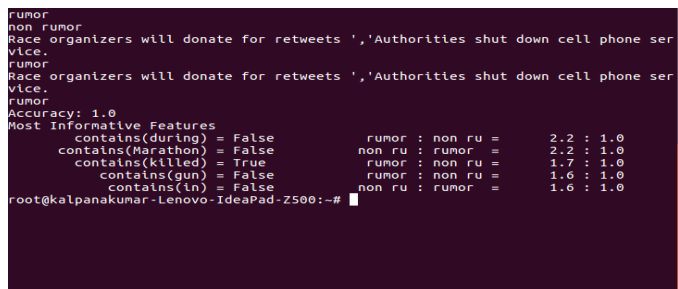 rumor
non rumor
Race organizers will donate for retweets ','Authorities shut down cell phone ser
vice.
rumor
Race organizers will donate for retweets ','Authorities shut down cell phone ser
vice.
rumor
Accuracy: 1.0
Most Informative Features
contains(during) = False rumor : non ru = 2.2 : 1.0
contains(Marathon) = False non ru : rumor = 2.2 : 1.0
contains(killed) = True rumor : non ru = 1.7 : 1.0
contains(gun) = False rumor : non ru = 1.6 : 1.0
contains(in) = False non ru : rumor = 1.6 : 1.0
root@kalpanakumar-Lenovo-IdeaPad-Z500:~#